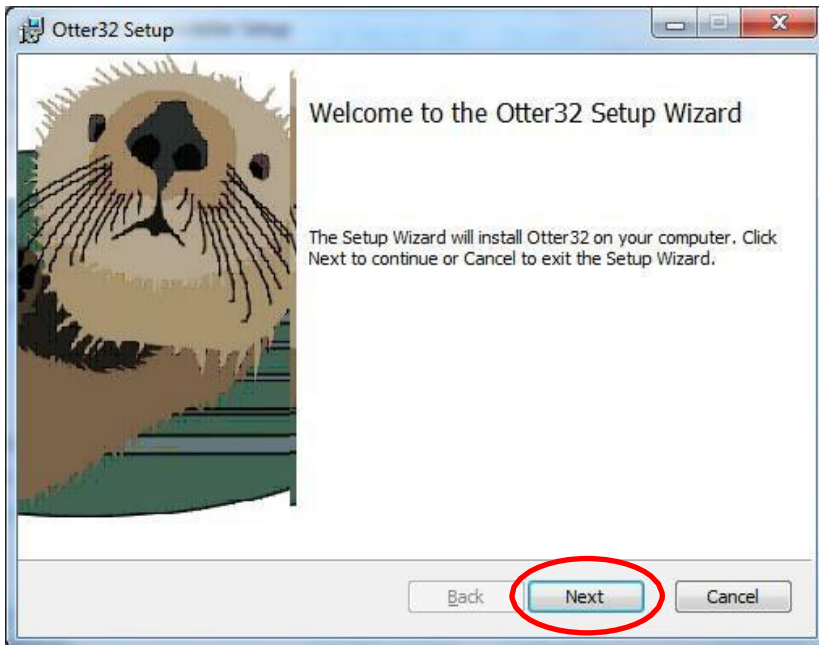 Otter32 Setup
Welcome to the Otter32 Setup Wizard
The Setup Wizard will install Otter32 on your computer. Click
Next to continue or Cancel to exit the Setup Wizard.
Back Next Cancel